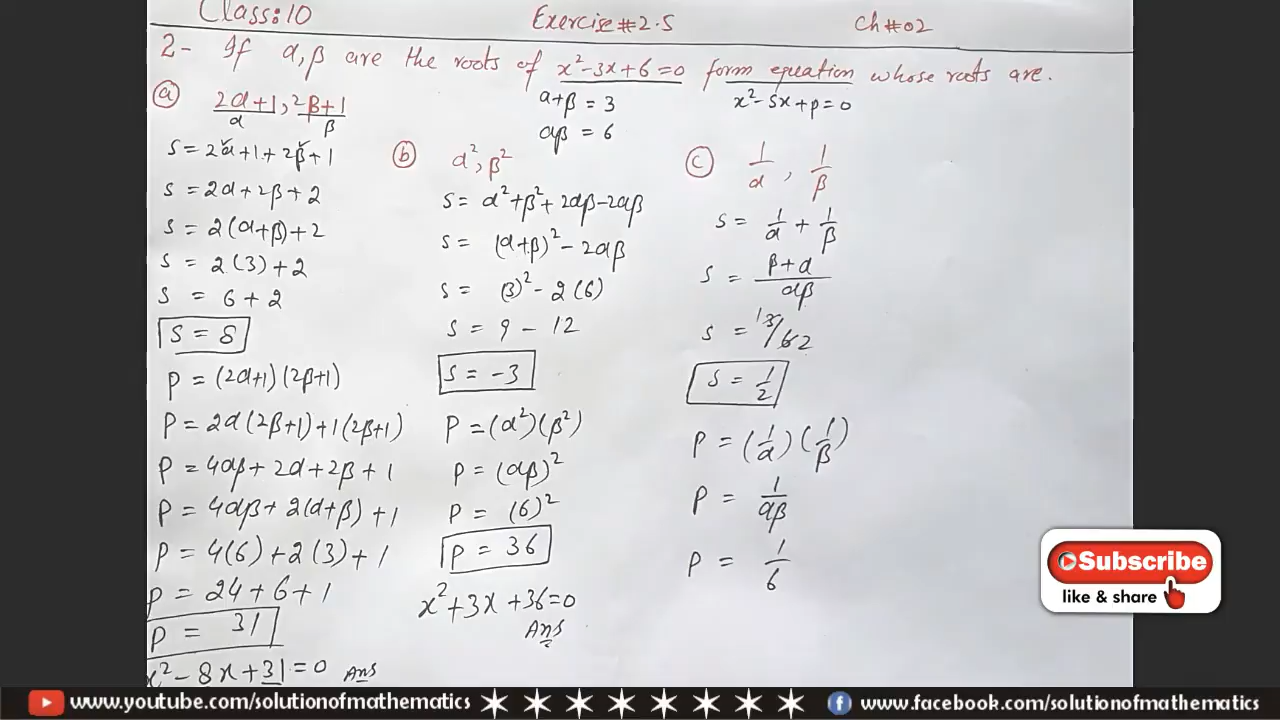 Class:10 Exercise#2.5 Ch#02
2- If α,β are the roots of x²-3x+6=0 form equation whose roots are.
α+β = 3
αβ = 6
x²-Sx+P=0
(a) 2α+1, 2β+1
α β
S = 2α+1+2β+1
S = 2α+2β+2
S = 2(α+β)+2
S = 2(3)+2
S = 6+2
S = 8
P = (2α+1)(2β+1)
P = 2α(2β+1)+1(2β+1)
P = 4αβ+2α+2β+1
P = 4αβ+2(α+β)+1
P = 4(6)+2(3)+1
P = 24+6+1
P = 31
x²-8x+31=0 Ans
(b) α², β²
S = α²+β²+2αβ-2αβ
S = (α+β)²-2αβ
S = (3)²-2(6)
S = 9-12
S = -3
P = (α²)(β²)
P = (αβ)²
P = (6)²
P = 36
x²+3x+36=0
Ans
(c) 1/α, 1/β
S = 1/α + 1/β
S = β+α/αβ
S = ¹3/62
S = 1/2
P = (1/α)(1/β)
P = 1/αβ
P = 1/6
Subscribe
like & share
www.youtube.com/solutionofmathematics www.facebook.com/solutionofmathematics